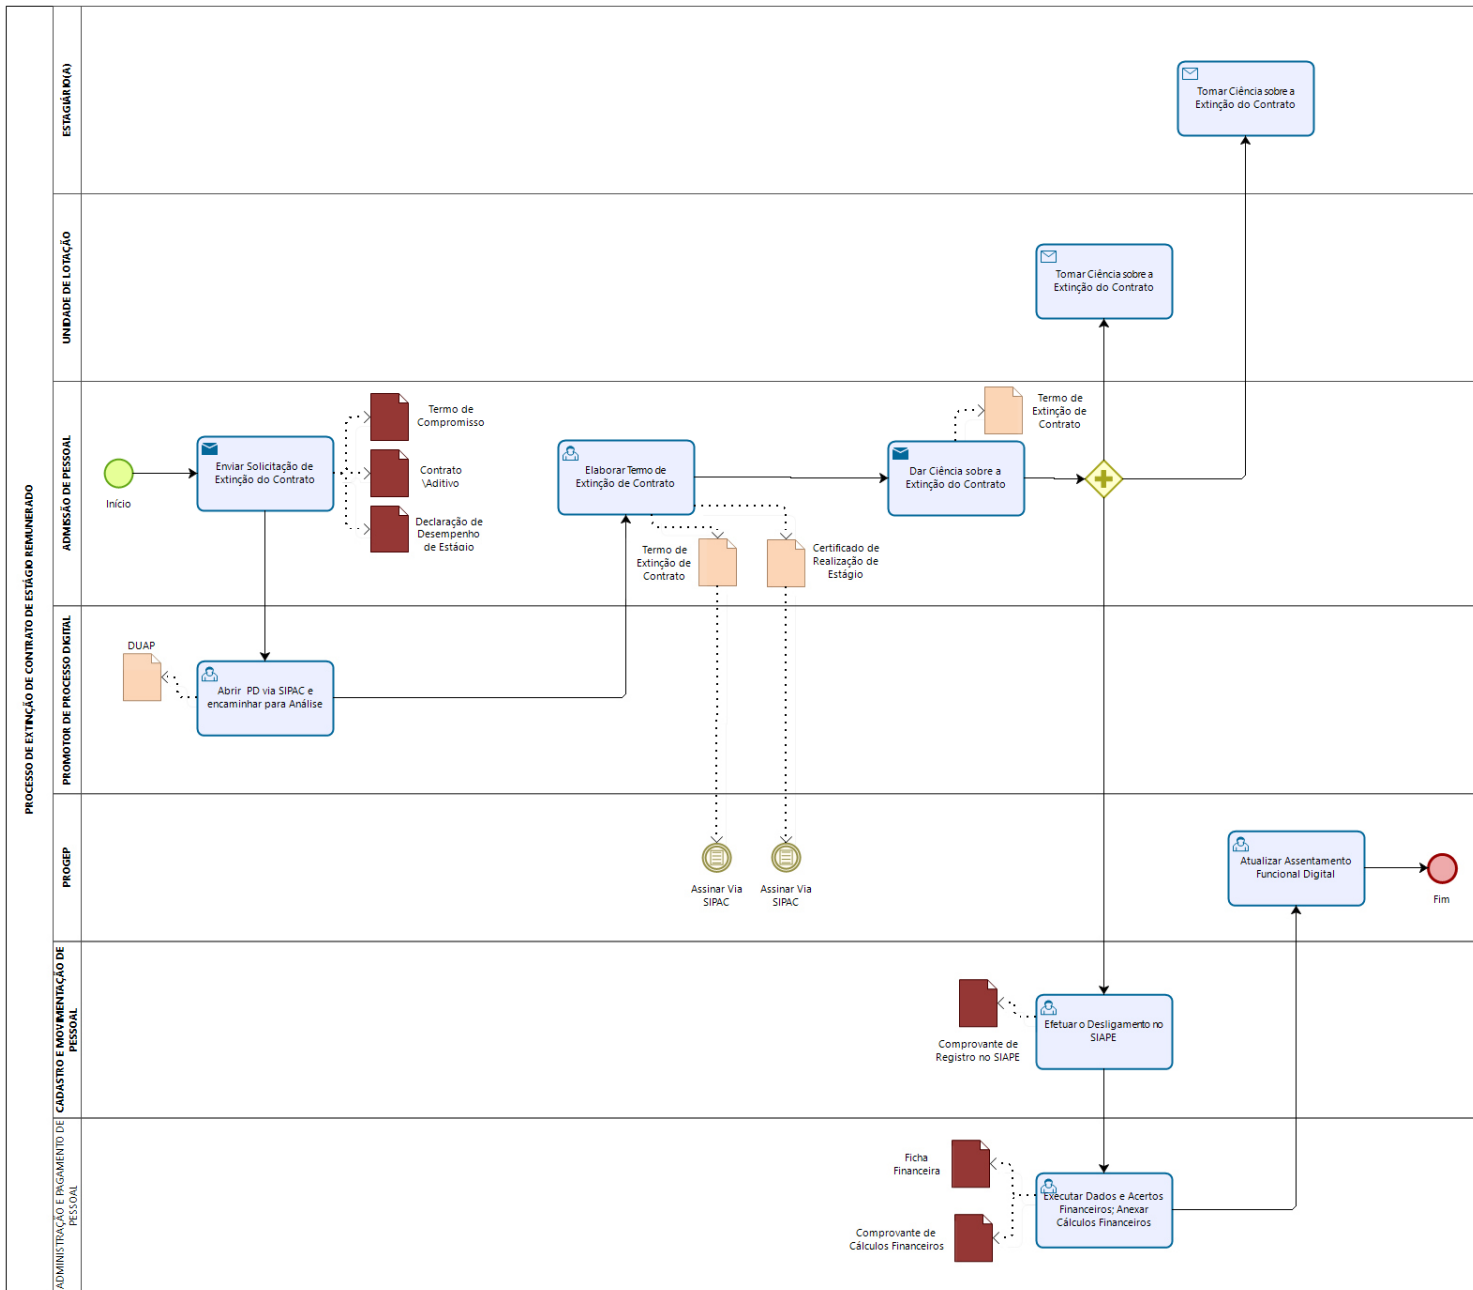 PROCESSO DE EXTINÇÃO DE CONTRATO DE ESTÁGIO REMUNERADO
ESTAGIÁRIO(A)
Tomar Ciência sobre a
Extinção do Contrato
UNIDADE DE LOTAÇÃO
Tomar Ciência sobre a
Extinção do Contrato
ADMISSÃO DE PESSOAL
Início
Enviar Solicitação de
Extinção do Contrato
Termo de
Compromisso
Contrato
\Aditivo
Declaração de
Desempenho
de Estágio
Elaborar Termo de
Extinção de Contrato
Termo de
Extinção de
Contrato
Certificado de
Realização de
Estágio
Dar Ciência sobre a
Extinção do Contrato
Termo de
Extinção de
Contrato
PROMOTOR DE PROCESSO DIGITAL
DUAP
Abrir PD via SIPAC e
encaminhar para Análise
PROGEP
Assinar Via
SIPAC
Assinar Via
SIPAC
Atualizar Assentamento
Funcional Digital
Fim
CADASTRO E MOVIMENTAÇÃO DE
PESSOAL
Comprovante de
Registro no SIAPE
Efetuar o Desligamento no
SIAPE
ADMINISTRAÇÃO E PAGAMENTO DE
PESSOAL
Ficha
Financeira
Comprovante de
Cálculos Financeiros
Executar Dados e Acertos
Financeiros; Anexar
Cálculos Financeiros